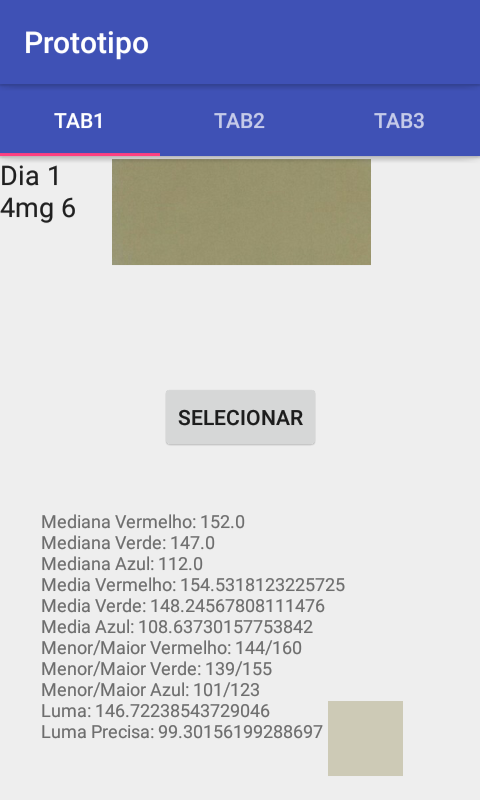 Prototipo
TAB1 TAB2 TAB3
Dia 1
4mg 6
SELECIONAR
Mediana Vermelho: 152.0
Mediana Verde: 147.0
Mediana Azul: 112.0
Media Vermelho: 154.5318123225725
Media Verde: 148.24567808111476
Media Azul: 108.63730157753842
Menor/Maior Vermelho: 144/160
Menor/Maior Verde: 139/155
Menor/Maior Azul: 101/123
Luma: 146.72238543729046
Luma Precisa: 99.30156199288697